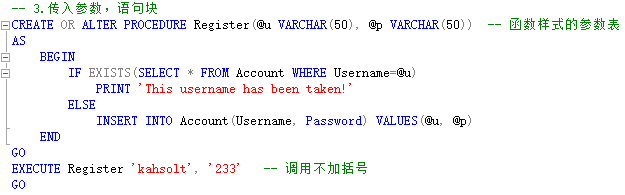 -- 3.传入参数，语句块
CREATE OR ALTER PROCEDURE Register(@u VARCHAR(50), @p VARCHAR(50))  -- 函数样式的参数表
AS
    BEGIN
        IF EXISTS(SELECT * FROM Account WHERE Username=@u)
            PRINT 'This username has been taken!'
        ELSE
            INSERT INTO Account(Username, Password) VALUES(@u, @p)
    END
GO
EXECUTE Register 'kahsolt', '233'   -- 调用不加括号
GO